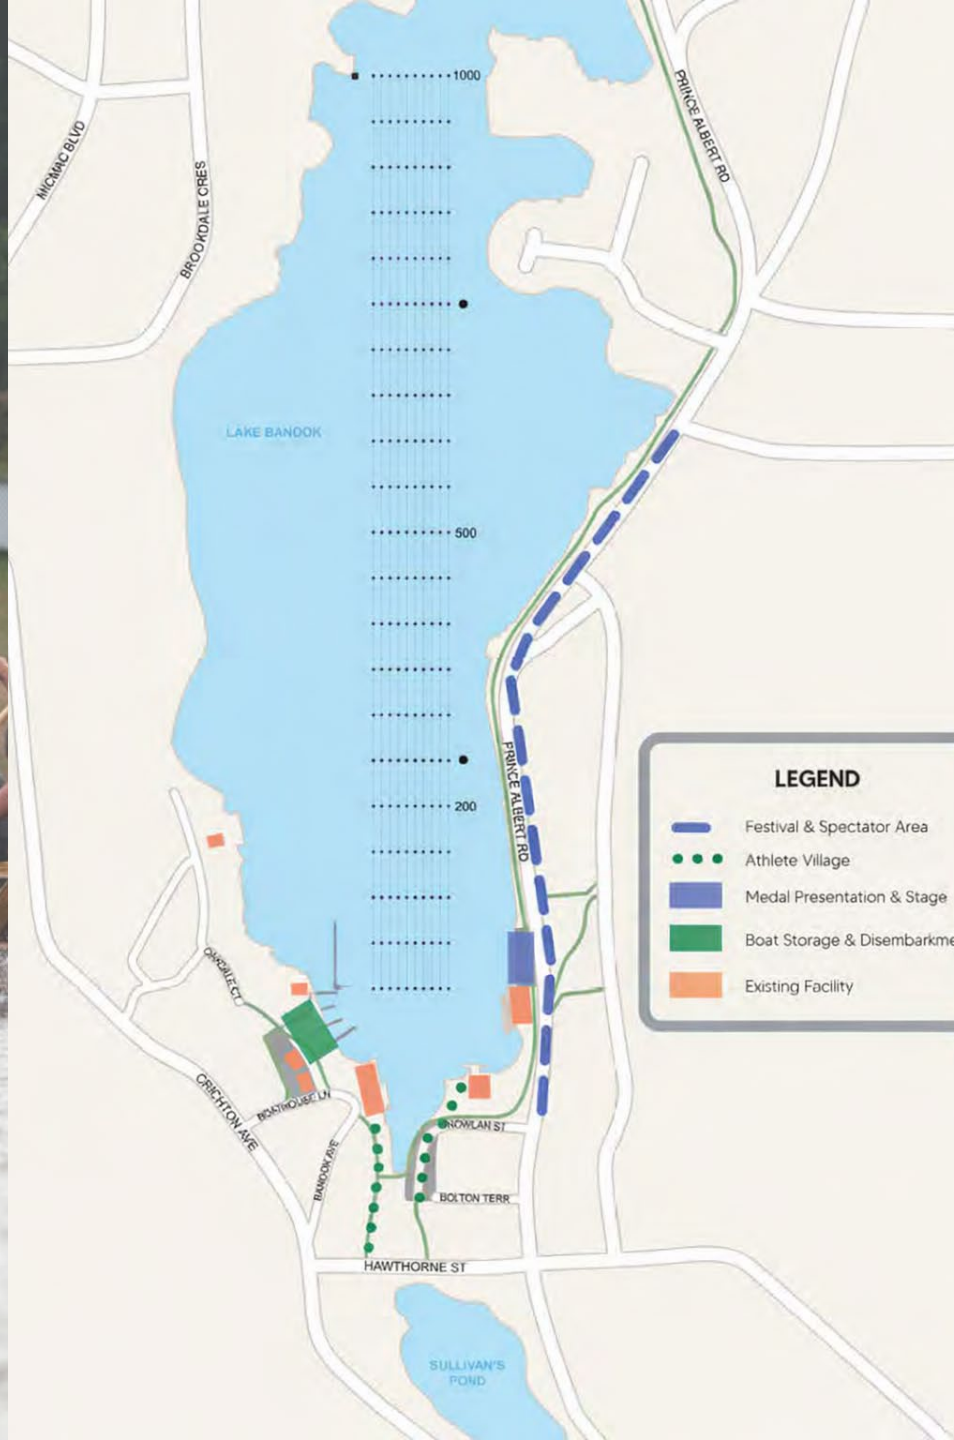 1000
PRINCE ALBERT RD
MICMAC BLVD
BROOKDALE CRES
LAKE BANOOK
500
PRINCE ALBERT RD
200
LEGEND
Festival & Spectator Area
Athlete Village
Medal Presentation & Stage
Boat Storage & Disembarkme
Existing Facility
OAKDALE CT
CRICHTON AVE
BOATHOUSE LN
BANOOK AVE
NOWLAN ST
BOLTON TERR
HAWTHORNE ST
SULLIVAN'S
POND